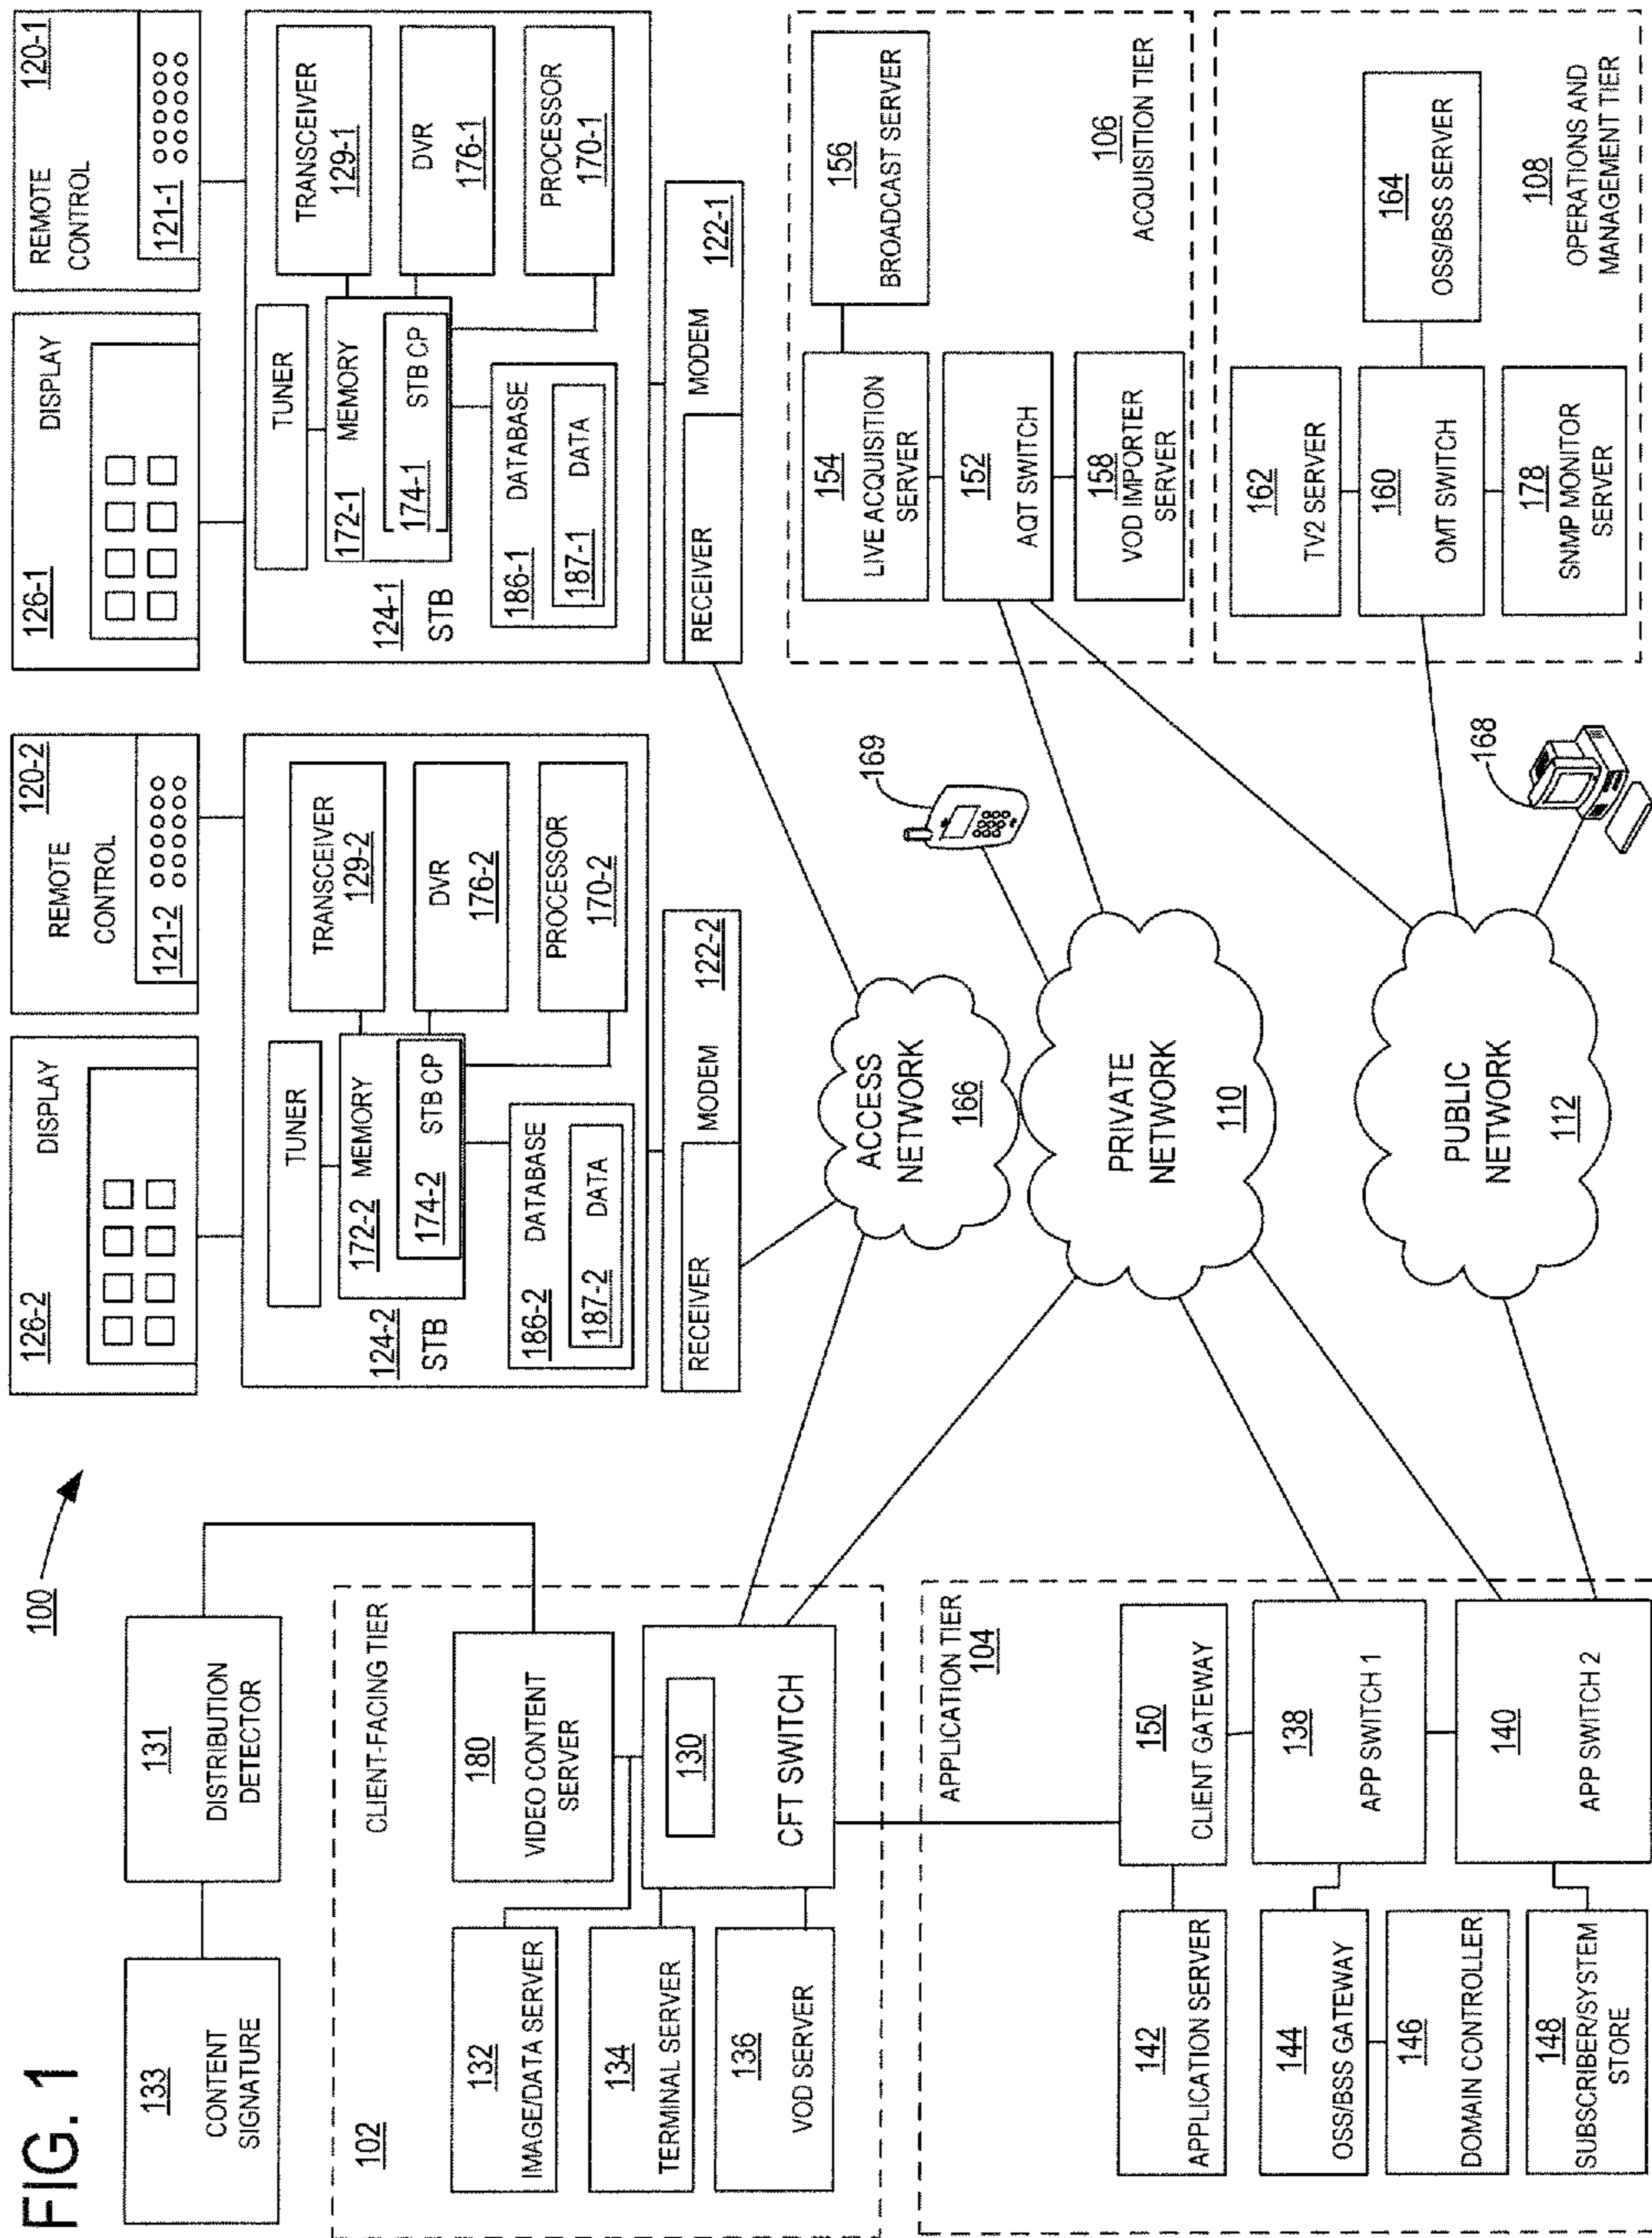 FIG. 1
100
133
CONTENT
SIGNATURE
131
DISTRIBUTION
DETECTOR
102
CLIENT-FACING TIER
180
VIDEO CONTENT
SERVER
132
IMAGE/DATA SERVER
134
TERMINAL SERVER
136
VOD SERVER
130
CFT SWITCH
APPLICATION TIER
104
142
APPLICATION SERVER
150
CLIENT GATEWAY
144
OSS/BSS GATEWAY
138
APP SWITCH 1
146
DOMAIN CONTROLLER
148
SUBSCRIBER/SYSTEM
STORE
140
APP SWITCH 2
126-2
DISPLAY
REMOTE
CONTROL
120-2
121-2
TUNER
TRANSCEIVER
129-2
172-2
MEMORY
174-2
STB CP
DVR
176-2
124-2
STB
186-2
DATABASE
187-2
DATA
PROCESSOR
170-2
RECEIVER
MODEM
122-2
126-1
DISPLAY
REMOTE
CONTROL
120-1
121-1
TUNER
TRANSCEIVER
129-1
172-1
MEMORY
174-1
STB CP
DVR
176-1
124-1
STB
186-1
DATABASE
187-1
DATA
PROCESSOR
170-1
RECEIVER
MODEM
122-1
ACCESS
NETWORK
166
169
PRIVATE
NETWORK
110
PUBLIC
NETWORK
112
168
154
LIVE ACQUISITION
SERVER
156
BROADCAST SERVER
152
AQT SWITCH
158
VOD IMPORTER
SERVER
106
ACQUISITION TIER
162
TV2 SERVER
160
OMT SWITCH
164
OSS/BSS SERVER
178
SNMP MONITOR
SERVER
108
OPERATIONS AND
MANAGEMENT TIER